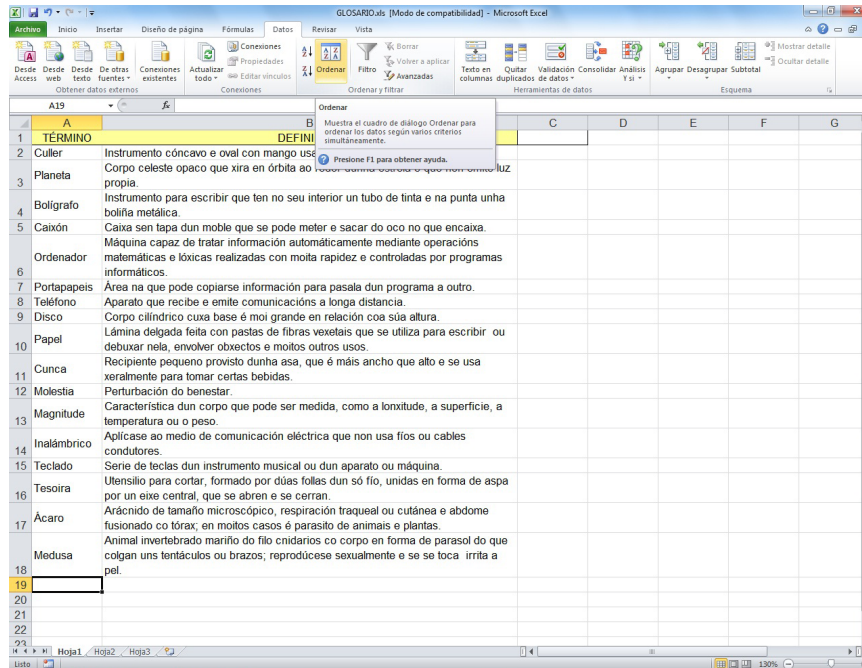 GLOSARIO.xls [Modo de compatibilidad] - Microsoft Excel
Archivo Inicio Insertar Diseño de página Fórmulas Datos Revisar Vista
Desde Access
Desde web
Desde texto
De otras fuentes
Conexiones existentes
Obtener datos externos
Actualizar todo
Conexiones
Propiedades
Editar vínculos
Conexiones
Ordenar
Filtro
Borrar
Volver a aplicar
Avanzadas
Ordenar y filtrar
Texto en columnas
Quitar duplicados
Validación de datos
Consolidar
Análisis Y si
Herramientas de datos
Agrupar
Desagrupar
Subtotal
Mostrar detalle
Ocultar detalle
Esquema
A19 fx
Ordenar
Muestra el cuadro de diálogo Ordenar para
ordenar los datos según varios criterios
simultáneamente.
Presione F1 para obtener ayuda.
A B C D E F G
1 TÉRMINO DEFINI
2 Culler Instrumento cóncavo e oval con mango usa
3 Planeta Corpo celeste opaco que xira en órbita ao luz
propia.
4 Bolígrafo Instrumento para escribir que ten no seu interior un tubo de tinta e na punta unha
boliña metálica.
5 Caixón Caixa sen tapa dun moble que se pode meter e sacar do oco no que encaixa.
6 Ordenador Máquina capaz de tratar información automáticamente mediante operacións
matemáticas e lóxicas realizadas con moita rapidez e controladas por programas
informáticos.
7 Portapapeis Área na que pode copiarse información para pasala dun programa a outro.
8 Teléfono Aparato que recibe e emite comunicacións a longa distancia.
9 Disco Corpo cilíndrico cuxa base é moi grande en relación coa súa altura.
10 Papel Lámina delgada feita con pastas de fibras vexetais que se utiliza para escribir ou
debuxar nela, envolver obxectos e moitos outros usos.
11 Cunca Recipiente pequeno provisto dunha asa, que é máis ancho que alto e se usa
xeralmente para tomar certas bebidas.
12 Molestia Perturbación do benestar.
13 Magnitude Característica dun corpo que pode ser medida, como a lonxitude, a superficie, a
temperatura ou o peso.
14 Inalámbrico Aplícase ao medio de comunicación eléctrica que non usa fíos ou cables
condutores.
15 Teclado Serie de teclas dun instrumento musical ou dun aparato ou máquina.
16 Tesoira Utensilio para cortar, formado por dúas follas dun só fío, unidas en forma de aspa
por un eixe central, que se abren e se cerran.
17 Ácaro Arácnido de tamaño microscópico, respiración traqueal ou cutánea e abdome
fusionado co tórax; en moitos casos é parasito de animais e plantas.
18 Medusa Animal invertebrado mariño do filo cnidarios co corpo en forma de parasol do que
colgan uns tentáculos ou brazos; reprodúcese sexualmente e se se toca irrita a
pel.
19
20
21
22
23
Hoja1 Hoja2 Hoja3
Listo 130%